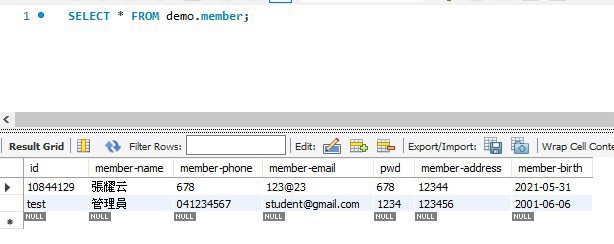 1 SELECT * FROM demo.member;
Result Grid Filter Rows: Edit: Export/Import: Wrap Cell Conte
id member-name member-phone member-email pwd member-address member-birth
10844129 張耀云 678 123@23 678 12344 2021-05-31
test 管理員 041234567 student@gmail.com 1234 123456 2001-06-06
NULL NULL NULL NULL NULL NULL NULL